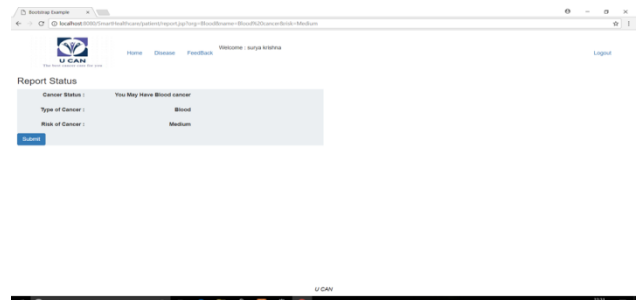 Bootstrap Example
localhost:8080/SmartHealthcare/patient/report.jsp?org=Blood&name=Blood%20cancer&risk=Medium
U CAN
Home Disease FeedBack Welcome : surya krishna Logout
Report Status
Cancer Status : You May Have Blood cancer
Type of Cancer : Blood
Risk of Cancer : Medium
Submit
U CAN